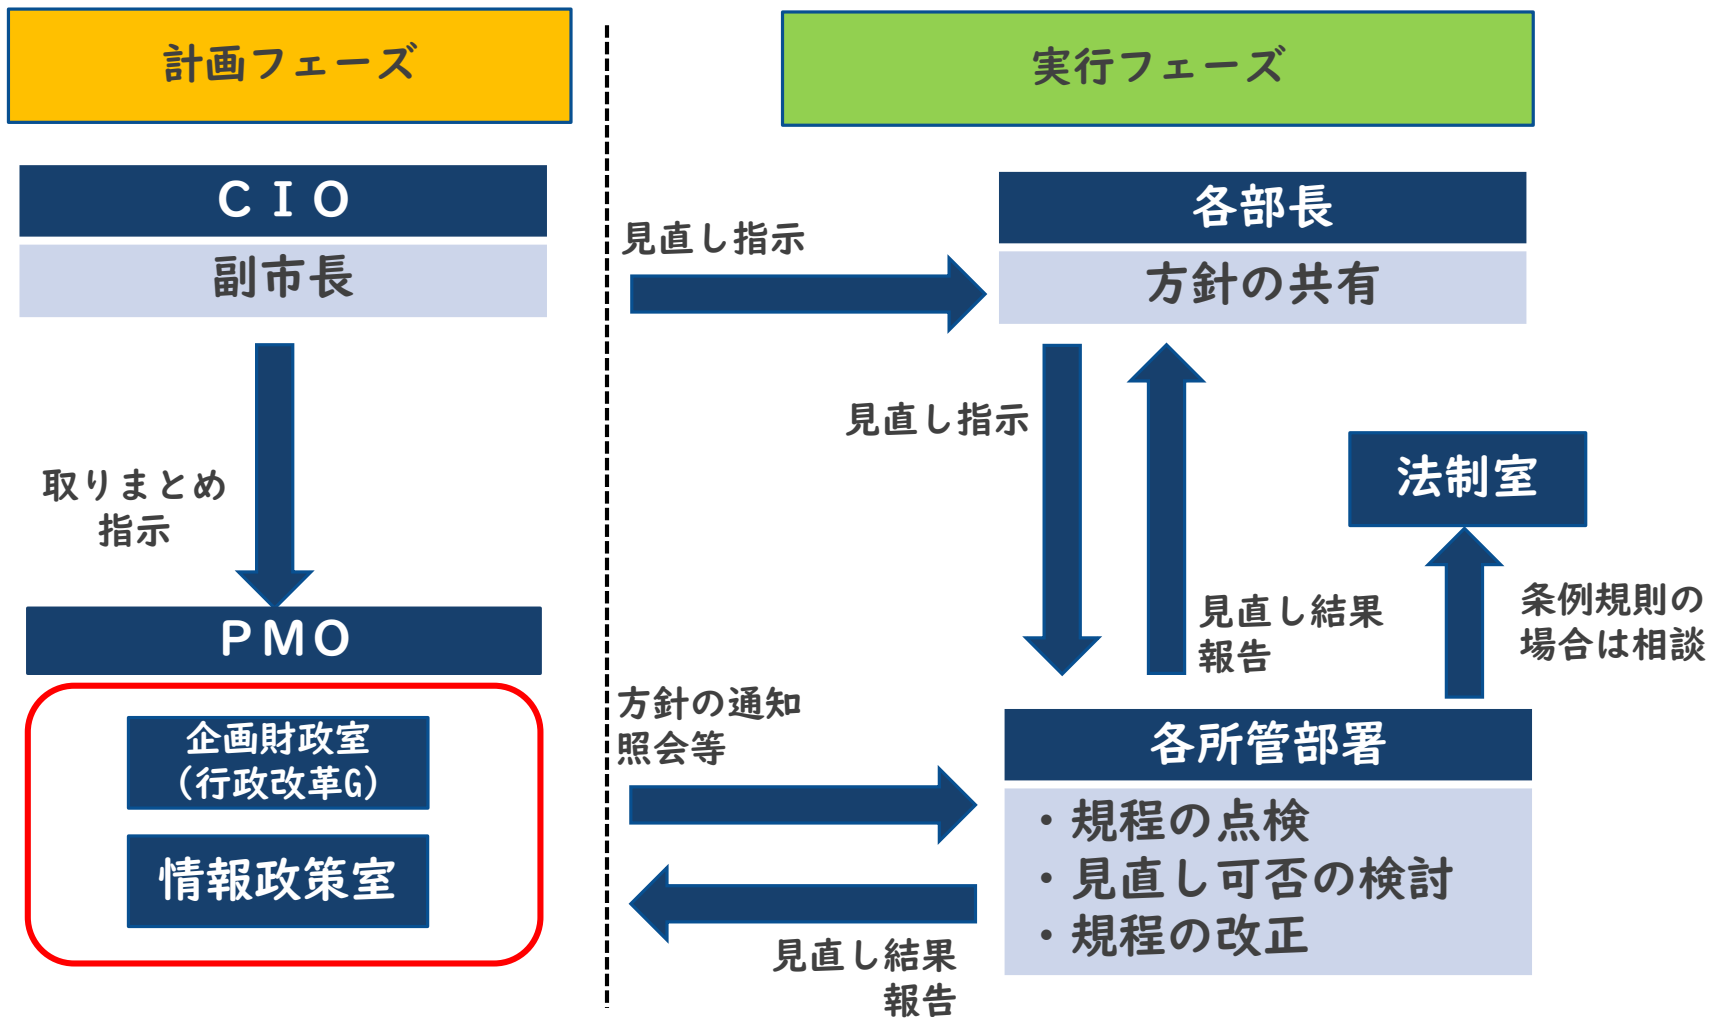 計画フェーズ
実行フェーズ
ＣＩＯ
副市長
見直し指示
各部長
方針の共有
取りまとめ
指示
見直し指示
見直し結果
報告
法制室
条例規則の
場合は相談
ＰＭＯ
企画財政室
（行政改革G）
情報政策室
方針の通知
照会等
見直し結果
報告
各所管部署
・規程の点検
・見直し可否の検討
・規程の改正